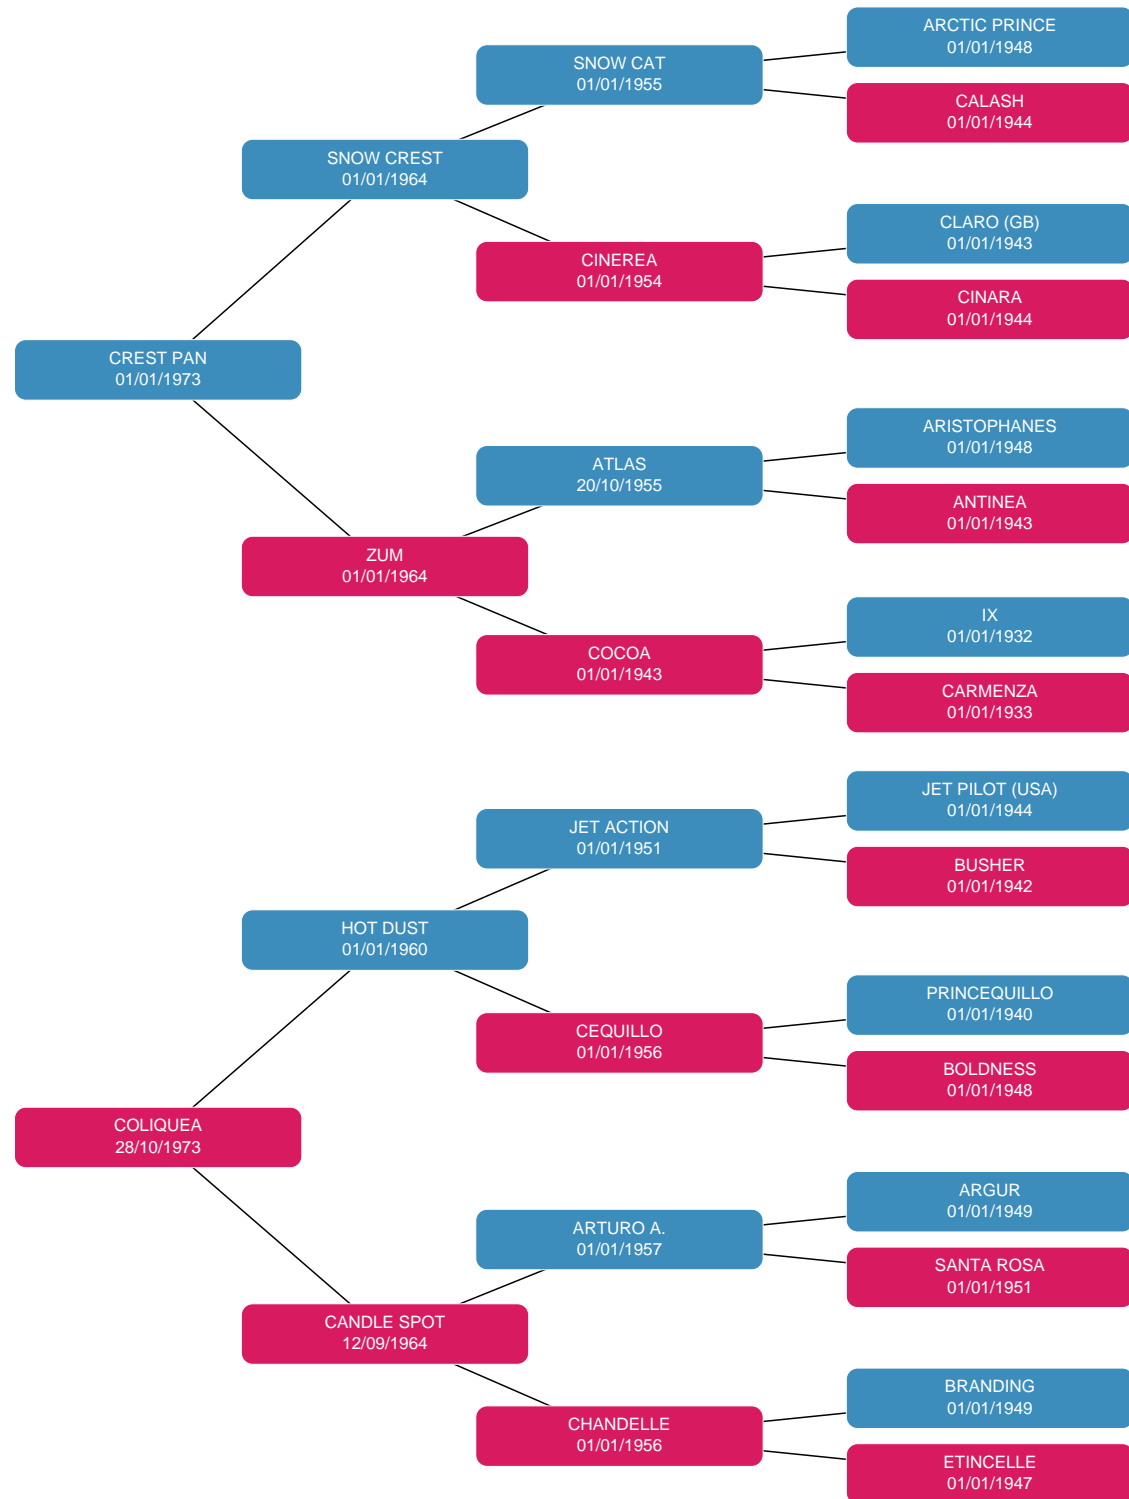 ARCTIC PRINCE
01/01/1948
SNOW CAT
01/01/1955
CALASH
01/01/1944
SNOW CREST
01/01/1964
CLARO (GB)
01/01/1943
CINEREA
01/01/1954
CINARA
01/01/1944
CREST PAN
01/01/1973
ARISTOPHANES
01/01/1948
ATLAS
20/10/1955
ANTINEA
01/01/1943
ZUM
01/01/1964
IX
01/01/1932
COCOA
01/01/1943
CARMENZA
01/01/1933
JET PILOT (USA)
01/01/1944
JET ACTION
01/01/1951
BUSHER
01/01/1942
HOT DUST
01/01/1960
PRINCEQUILLO
01/01/1940
CEQUILLO
01/01/1956
BOLDNESS
01/01/1948
COLIQUEA
28/10/1973
ARGUR
01/01/1949
ARTURO A.
01/01/1957
SANTA ROSA
01/01/1951
CANDLE SPOT
12/09/1964
BRANDING
01/01/1949
CHANDELLE
01/01/1956
ETINCELLE
01/01/1947